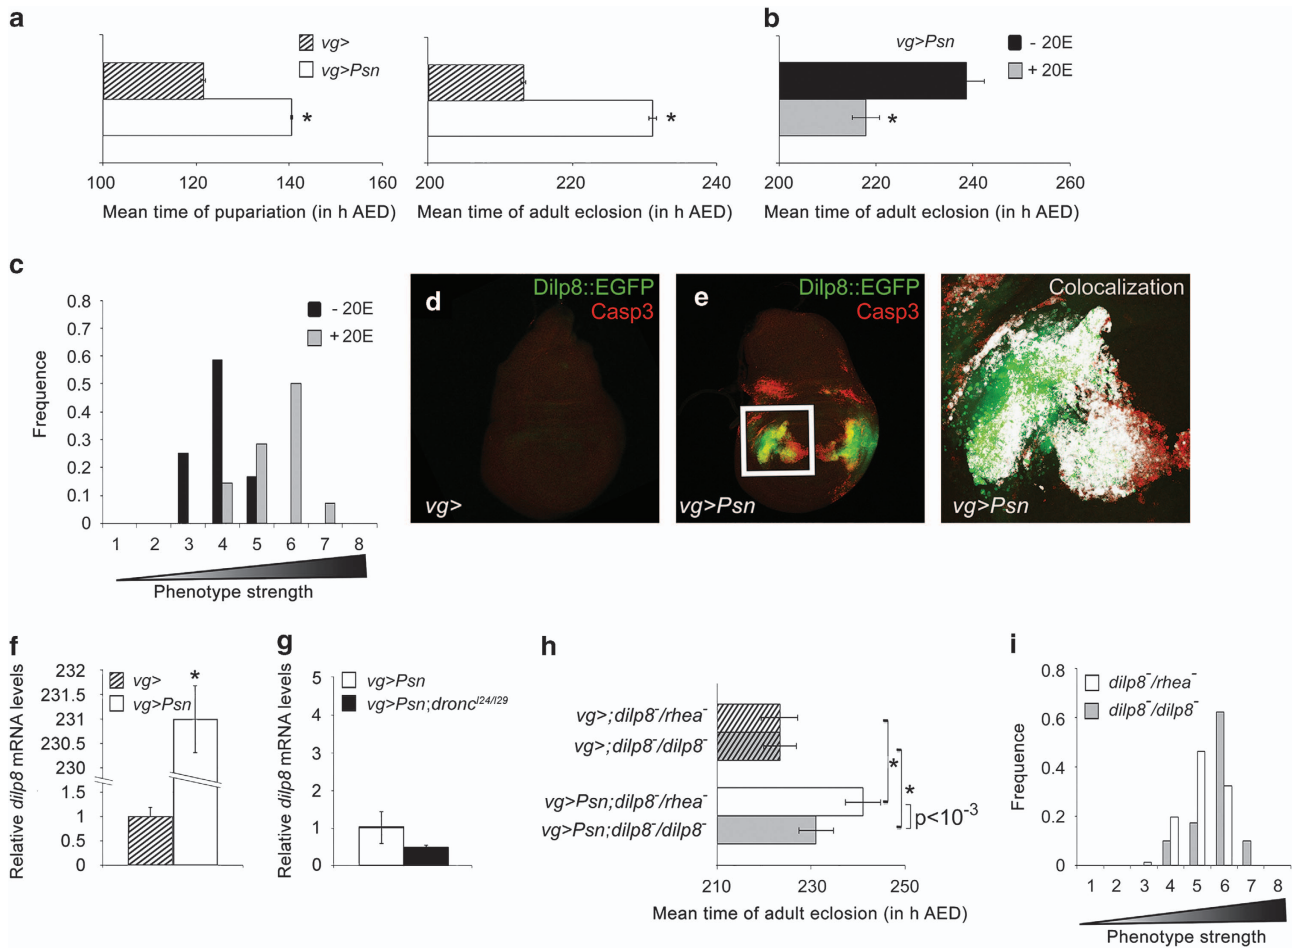 a
vg>
vg>Psn
100
120
140
160
Mean time of pupariation (in h AED)
*
200
220
240
Mean time of adult eclosion (in h AED)
*
b
vg>Psn
- 20E
+ 20E
*
200
220
240
260
Mean time of adult eclosion (in h AED)
c
- 20E
+ 20E
Frequence
0.8
0.7
0.6
0.5
0.4
0.3
0.2
0.1
0
1 2 3 4 5 6 7 8
Phenotype strength
d
Dilp8::EGFP
Casp3
vg>
e
Dilp8::EGFP
Casp3
vg>Psn
Colocalization
vg>Psn
f
Relative dilp8 mRNA levels
vg>
vg>Psn
*
232
231.5
231
230.5
230
1.5
1
0.5
0
g
Relative dilp8 mRNA levels
vg>Psn
vg>Psn;dronc^I24/I29
5
4
3
2
1
0
h
vg>;dilp8⁻/rhea⁻
vg>;dilp8⁻/dilp8⁻
vg>Psn;dilp8⁻/rhea⁻
vg>Psn;dilp8⁻/dilp8⁻
*
*
p<10⁻³
210
230
250
Mean time of adult eclosion (in h AED)
i
dilp8⁻/rhea⁻
dilp8⁻/dilp8⁻
Frequence
0.8
0.6
0.4
0.2
0
1 2 3 4 5 6 7 8
Phenotype strength